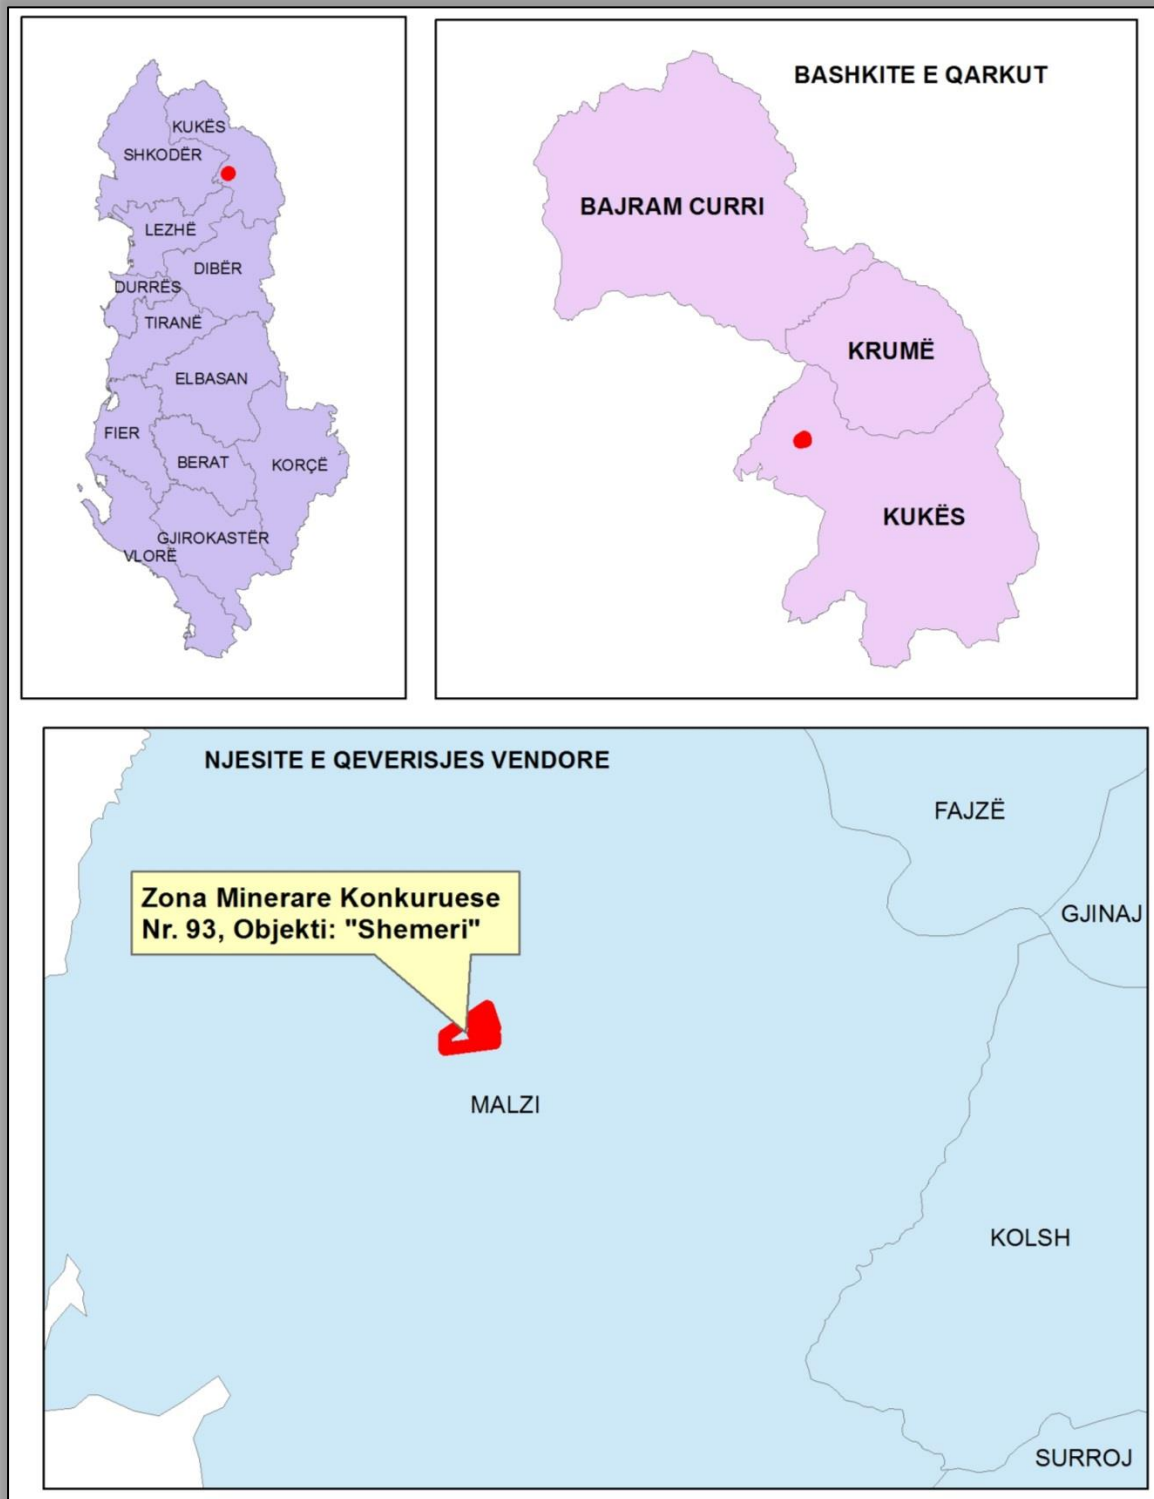 KUKËS
SHKODËR
LEZHË
DIBËR
DURRËS
TIRANË
ELBASAN
FIER
BERAT
KORÇË
GJIROKASTËR
VLORË
BASHKITE E QARKUT
BAJRAM CURRI
KRUMË
KUKËS
NJESITE E QEVERISJES VENDORE
FAJZË
Zona Minerare Konkuruese
Nr. 93, Objekti: "Shemeri"
GJINAJ
MALZI
KOLSH
SURROJ